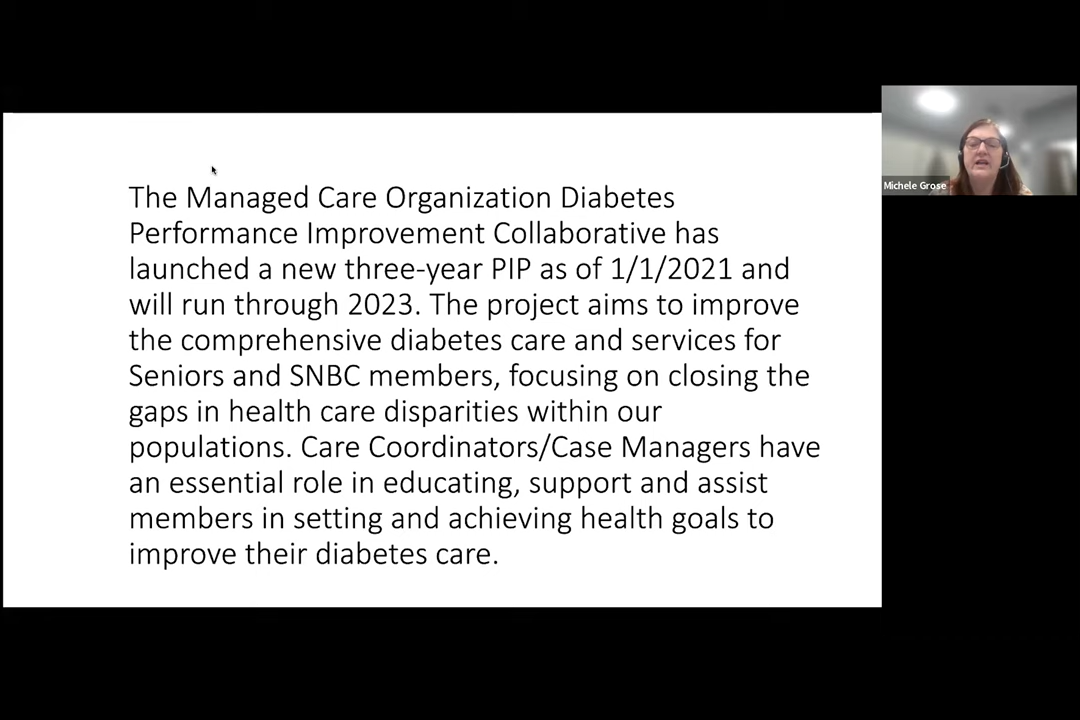 The Managed Care Organization Diabetes
Performance Improvement Collaborative has
launched a new three-year PIP as of 1/1/2021 and
will run through 2023. The project aims to improve
the comprehensive diabetes care and services for
Seniors and SNBC members, focusing on closing the
gaps in health care disparities within our
populations. Care Coordinators/Case Managers have
an essential role in educating, support and assist
members in setting and achieving health goals to
improve their diabetes care.
Michele Grose